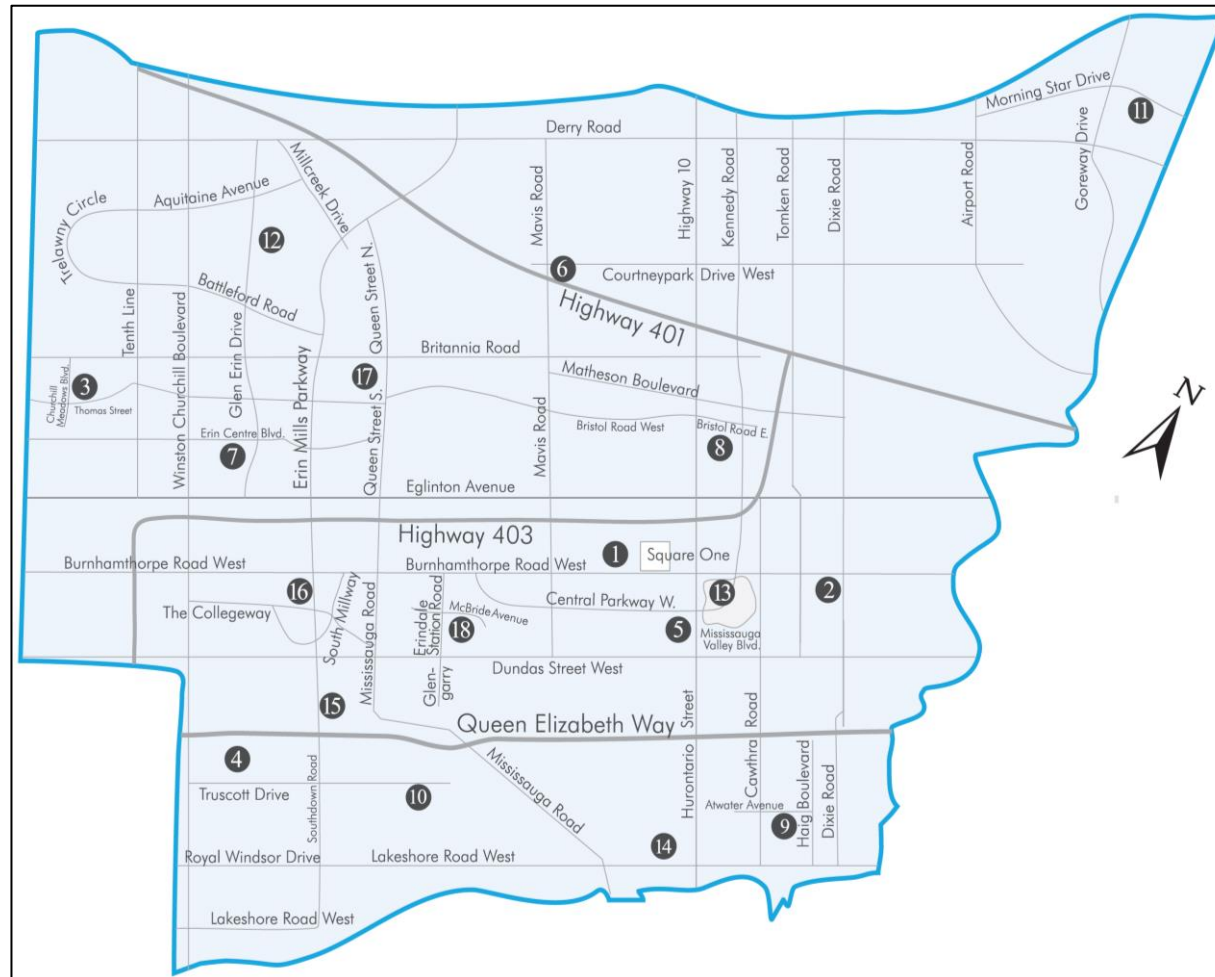 Morning Star Drive
11
Derry Road
Goreway Drive
Millcreek Drive
Aquitaine Avenue
Trelawny Circle
Mavis Road
Highway 10
Kennedy Road
Tomken Road
Dixie Road
Airport Road
12
Queen Street N.
6
Courtneypark Drive West
Battleford Road
Highway 401
Tenth Line
Winston Churchill Boulevard
Glen Erin Drive
Erin Mills Parkway
Britannia Road
17
3
Matheson Boulevard
Churchill
Meadows Blvd.
Thomas Street
Queen Street S.
Mavis Road
Bristol Road West
Bristol Road E.
Erin Centre Blvd.
7
8
N
Eglinton Avenue
Highway 403
1
Square One
Burnhamthorpe Road West
Burnhamthorpe Road West
16
South Millway
Mississauga Road
Erindale
Station Road
Central Parkway W.
13
2
The Collegeway
McBride Avenue
18
5
Mississauga
Valley Blvd.
Dundas Street West
Glen-
garry
15
Queen Elizabeth Way
Hurontario Street
Cawthra Road
4
Truscott Drive
Southdown Road
10
Mississauga Road
Atwater Avenue
9
Haig Boulevard
Dixie Road
14
Royal Windsor Drive
Lakeshore Road West
Lakeshore Road West